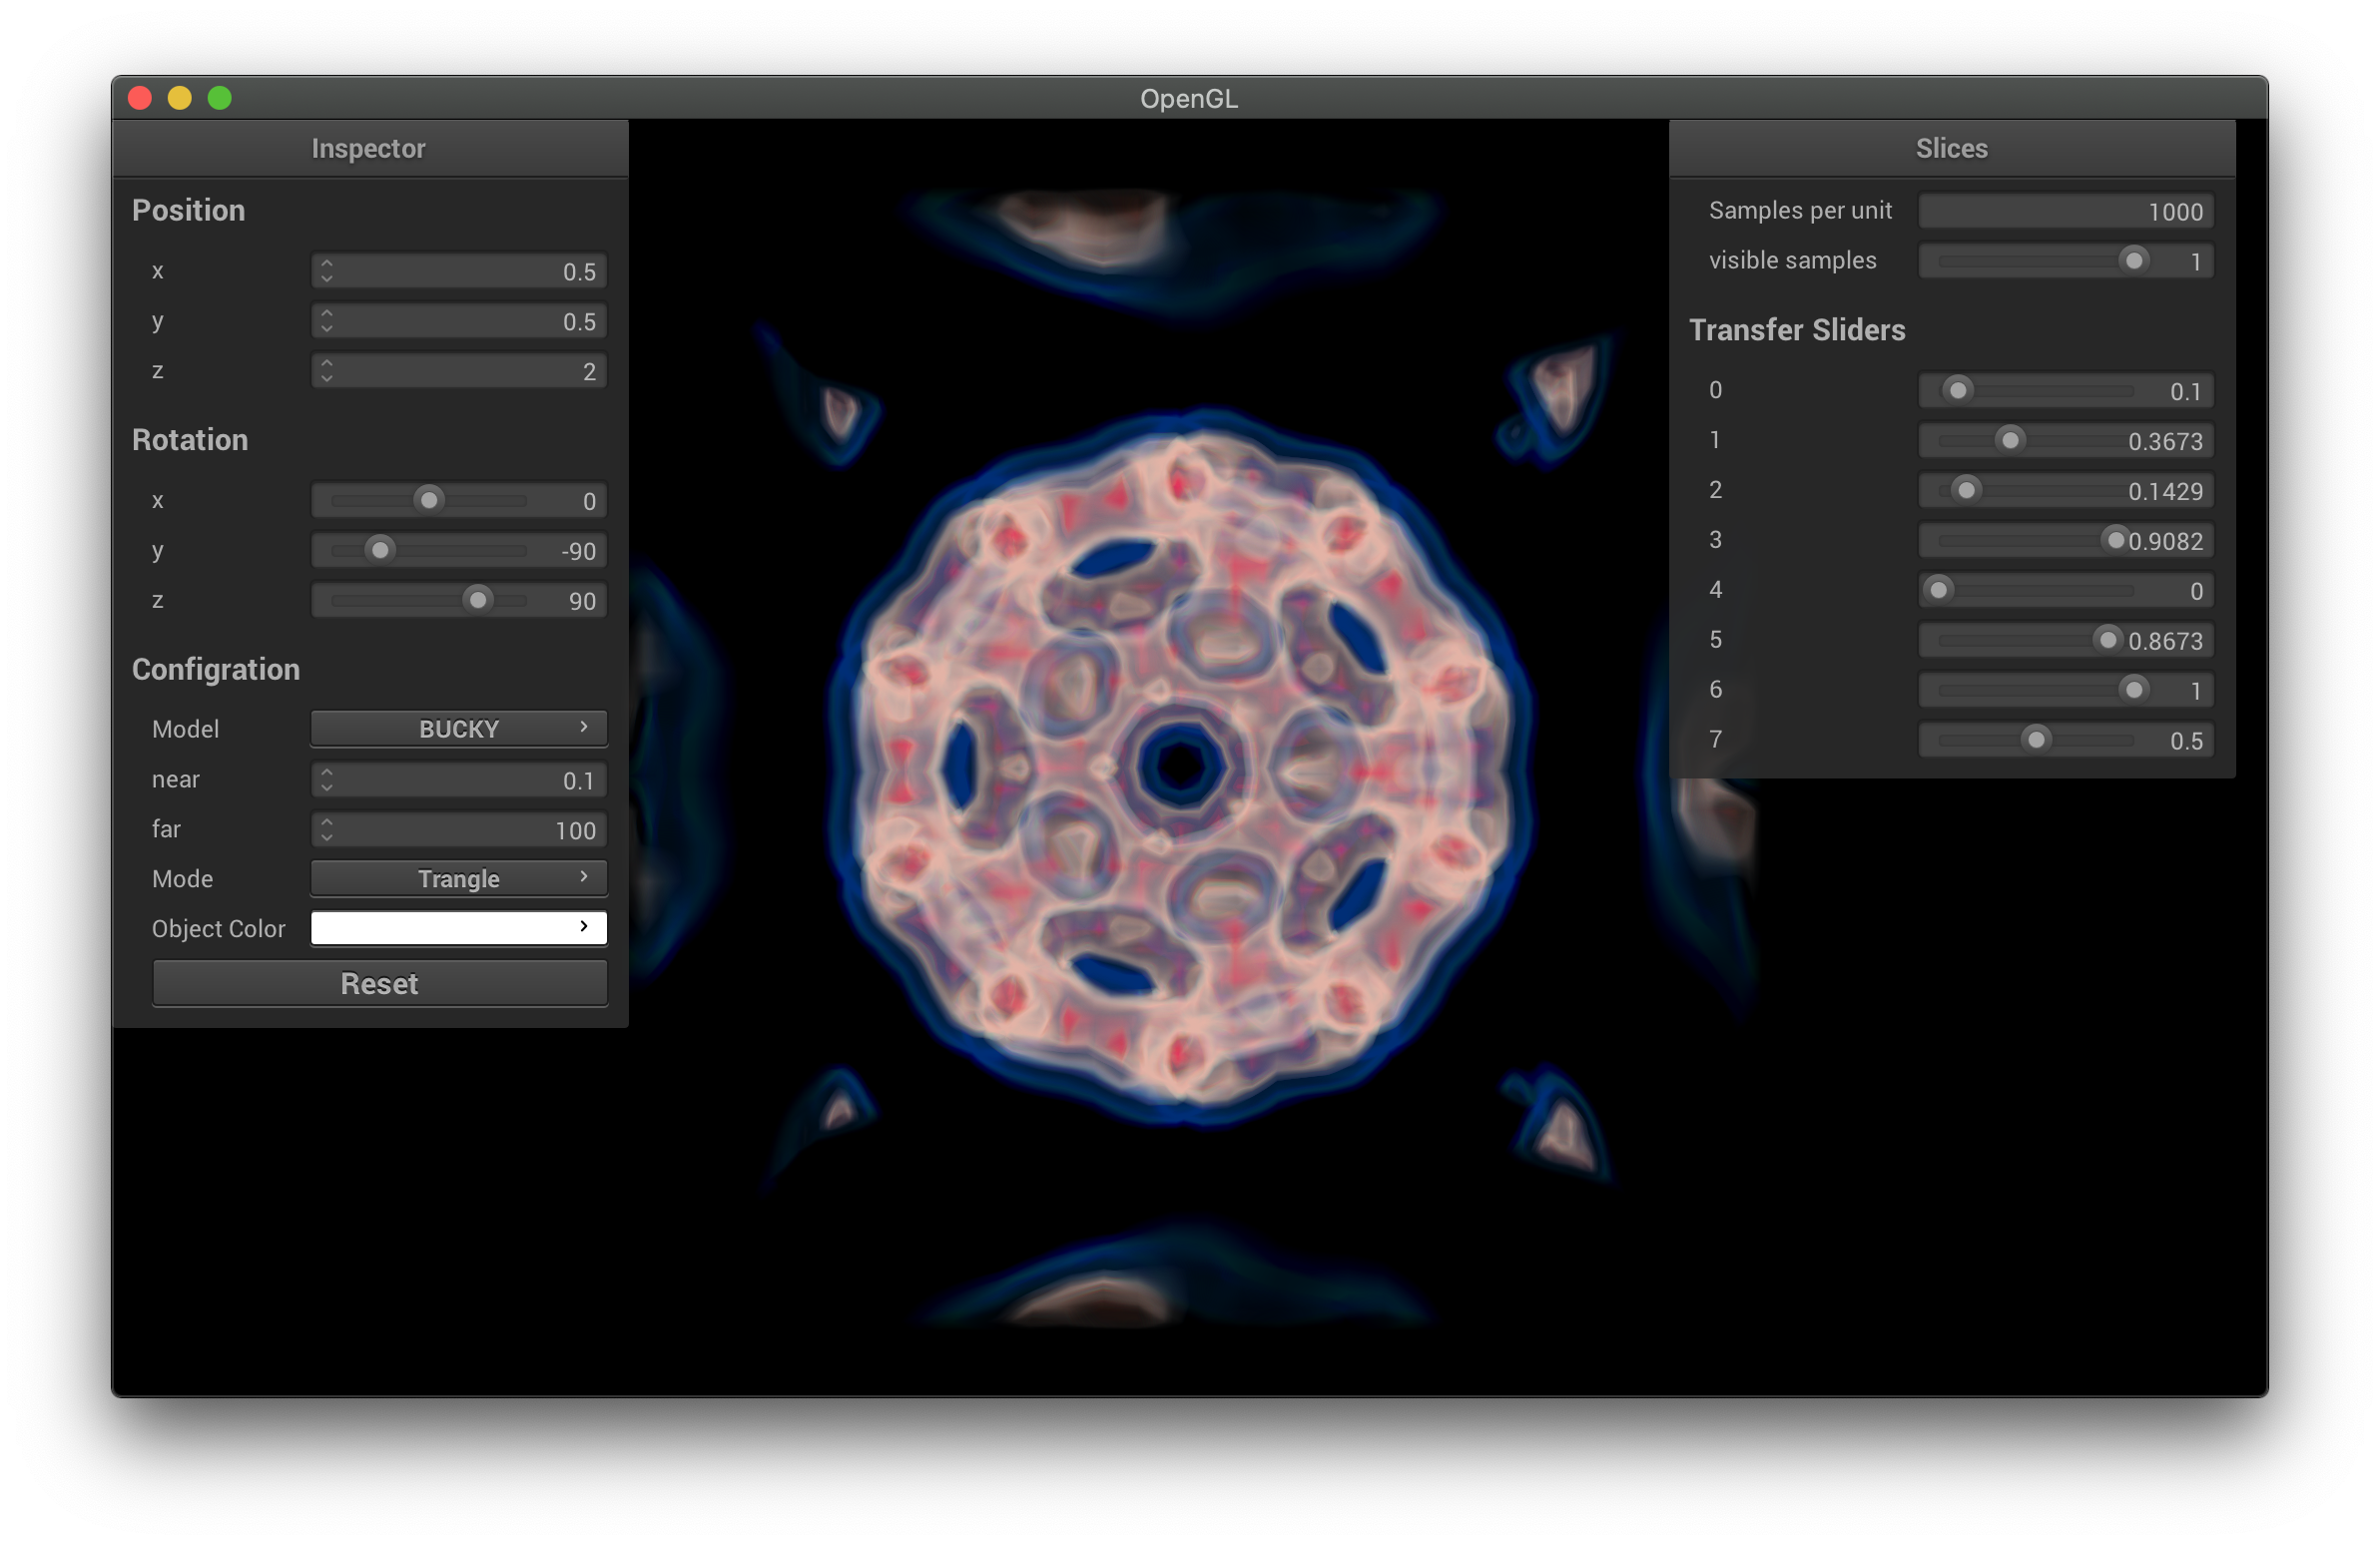 OpenGL
Inspector
Position
x 0.5
y 0.5
z 2
Rotation
x 0
y -90
z 90
Configration
Model BUCKY
near 0.1
far 100
Mode Trangle
Object Color
Reset
Slices
Samples per unit 1000
visible samples 1
Transfer Sliders
0 0.1
1 0.3673
2 0.1429
3 0.9082
4 0
5 0.8673
6 1
7 0.5